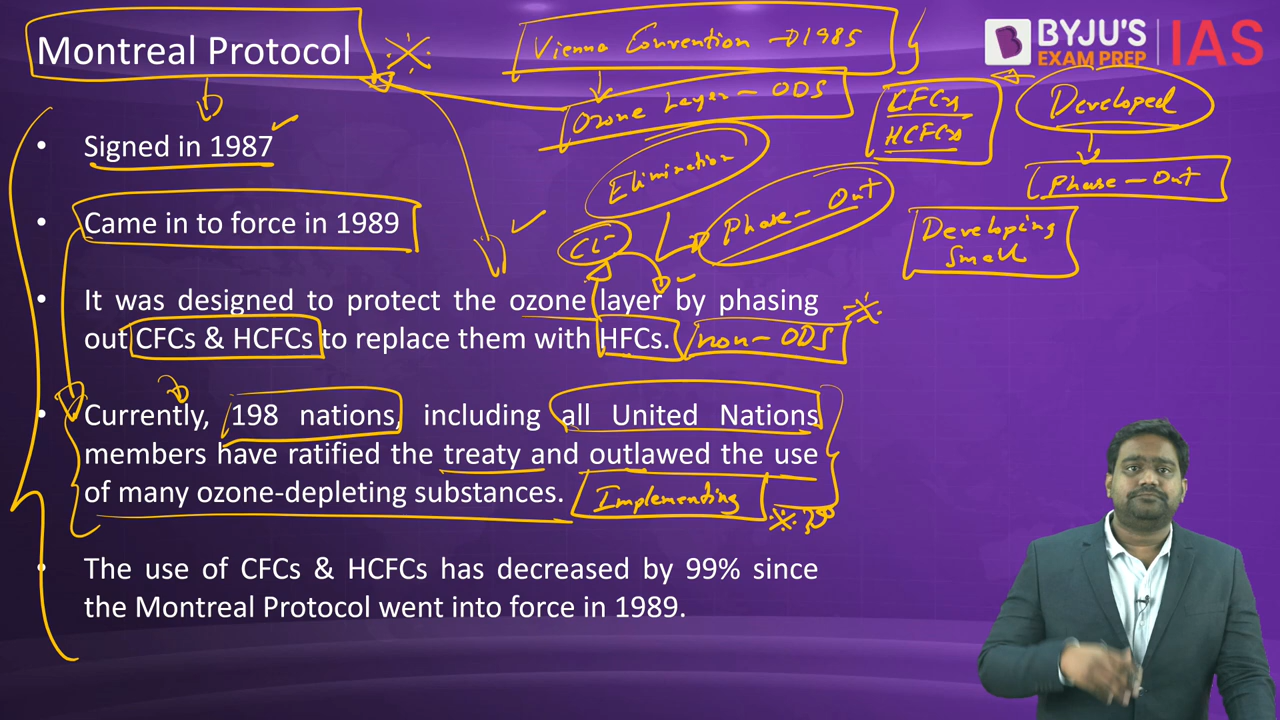 Montreal Protocol
Vienna Convention → 1985
BYJU'S
EXAM PREP
IAS
Ozone Layer - ODS
CFCs
HCFCs
Developed
Phase-Out
Developing
Small
Elimination
Phase-Out
Cl-
• Signed in 1987
• Came in to force in 1989
• It was designed to protect the ozone layer by phasing
out CFCs & HCFCs to replace them with HFCs. non-ODS
• Currently, 198 nations, including all United Nations
members have ratified the treaty and outlawed the use
of many ozone-depleting substances. Implementing
• The use of CFCs & HCFCs has decreased by 99% since
the Montreal Protocol went into force in 1989.